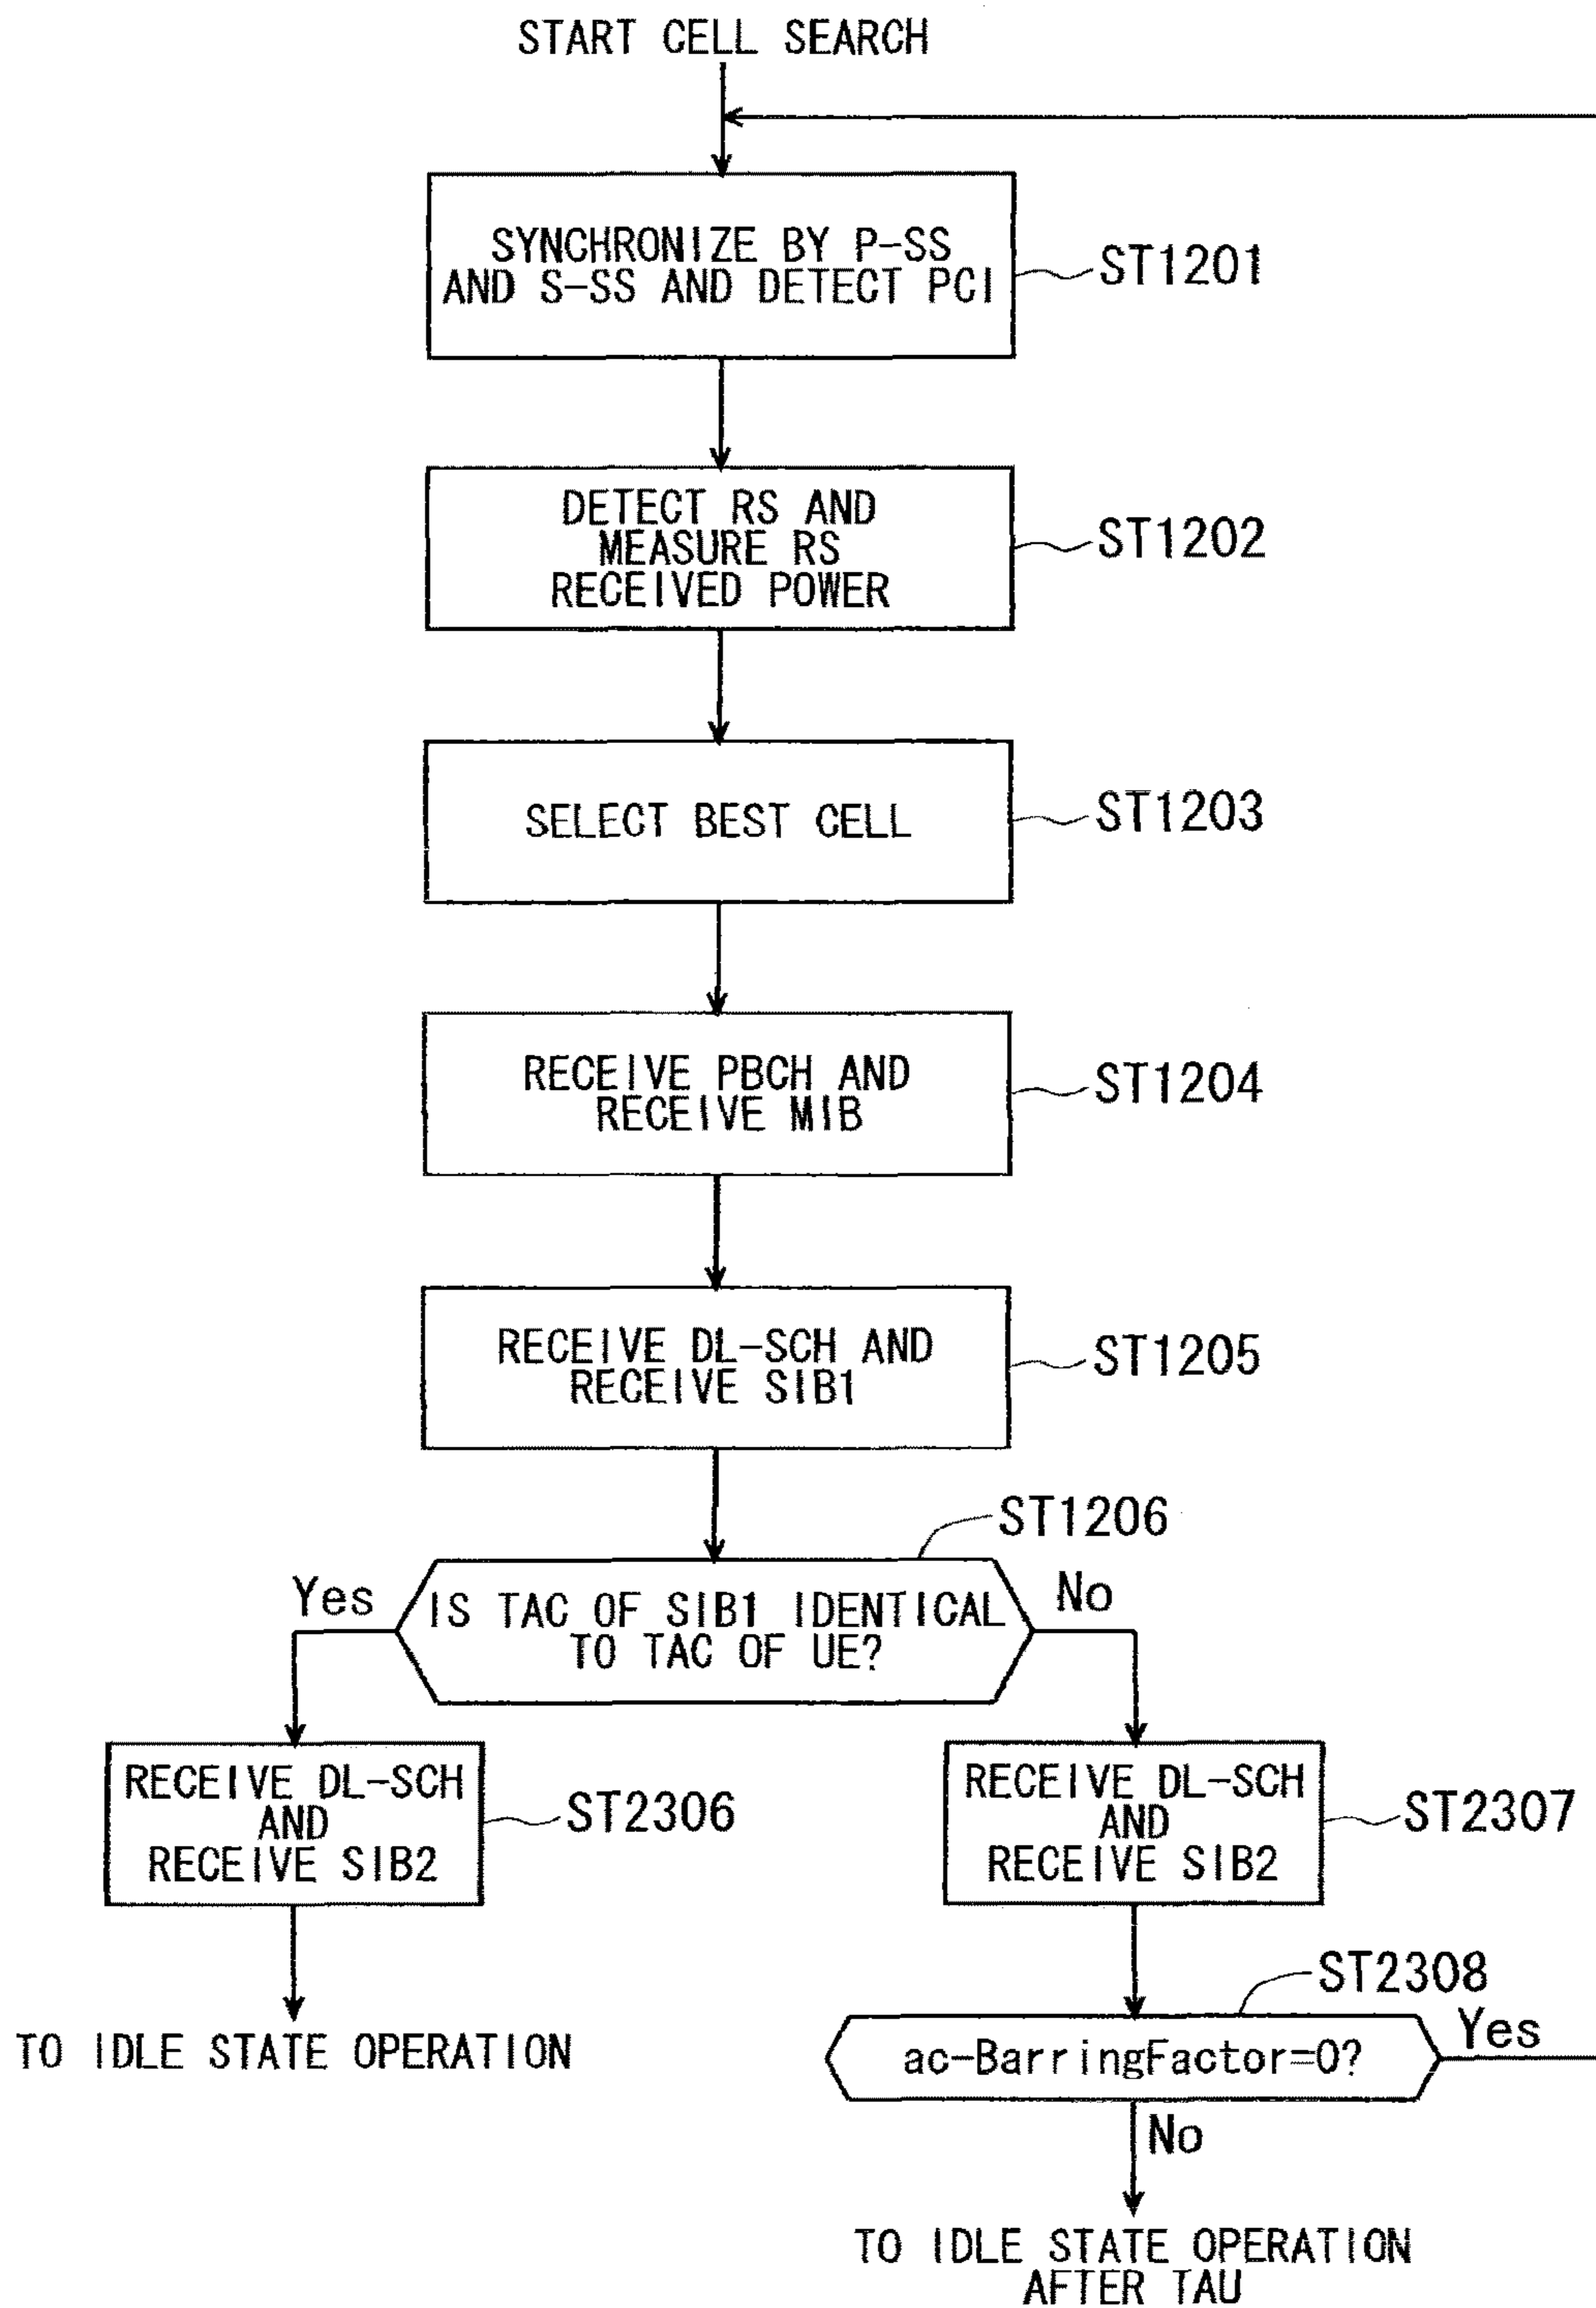 START CELL SEARCH
SYNCHRONIZE BY P-SS
AND S-SS AND DETECT PCI
ST1201
DETECT RS AND
MEASURE RS
RECEIVED POWER
ST1202
SELECT BEST CELL
ST1203
RECEIVE PBCH AND
RECEIVE MIB
ST1204
RECEIVE DL-SCH AND
RECEIVE SIB1
ST1205
ST1206
Yes
IS TAC OF SIB1 IDENTICAL
TO TAC OF UE?
No
RECEIVE DL-SCH
AND
RECEIVE SIB2
ST2306
RECEIVE DL-SCH
AND
RECEIVE SIB2
ST2307
TO IDLE STATE OPERATION
ST2308
ac-BarringFactor=0?
Yes
No
TO IDLE STATE OPERATION
AFTER TAU